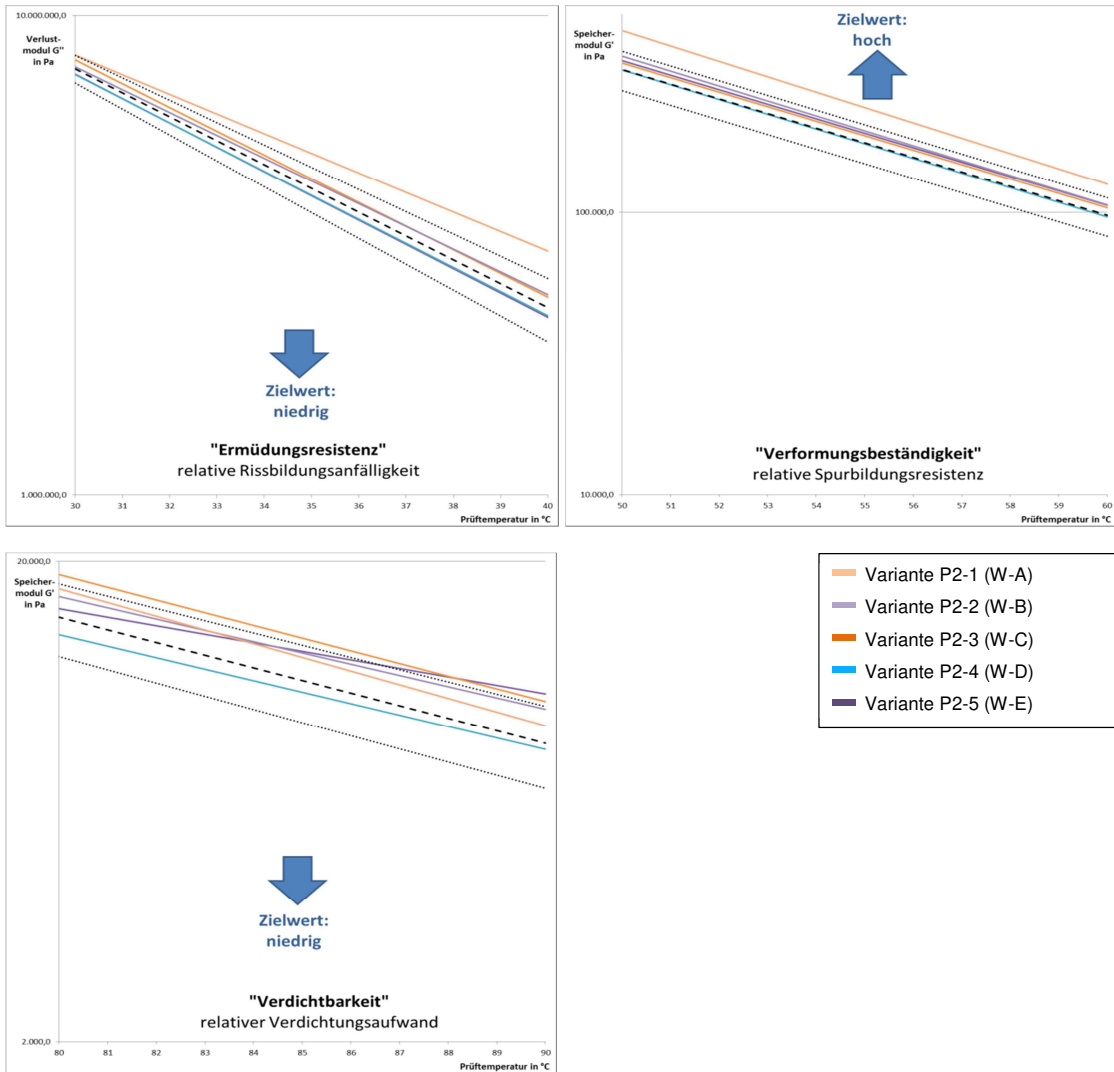 10.000.000,0
Verlust-
modul G''
in Pa
Zielwert:
niedrig
"Ermüdungsresistenz"
relative Rissbildungsanfälligkeit
1.000.000,0
30 31 32 33 34 35 36 37 38 39 40
Prüftemperatur in °C
Speicher-
modul G'
in Pa
Zielwert:
hoch
100.000,0
"Verformungsbeständigkeit"
relative Spurbildungsresistenz
10.000,0
50 51 52 53 54 55 56 57 58 59 60
Prüftemperatur in °C
20.000,0
Speicher-
modul G'
in Pa
Zielwert:
niedrig
"Verdichtbarkeit"
relativer Verdichtungsaufwand
2.000,0
80 81 82 83 84 85 86 87 88 89 90
Prüftemperatur in °C
Variante P2-1 (W-A)
Variante P2-2 (W-B)
Variante P2-3 (W-C)
Variante P2-4 (W-D)
Variante P2-5 (W-E)